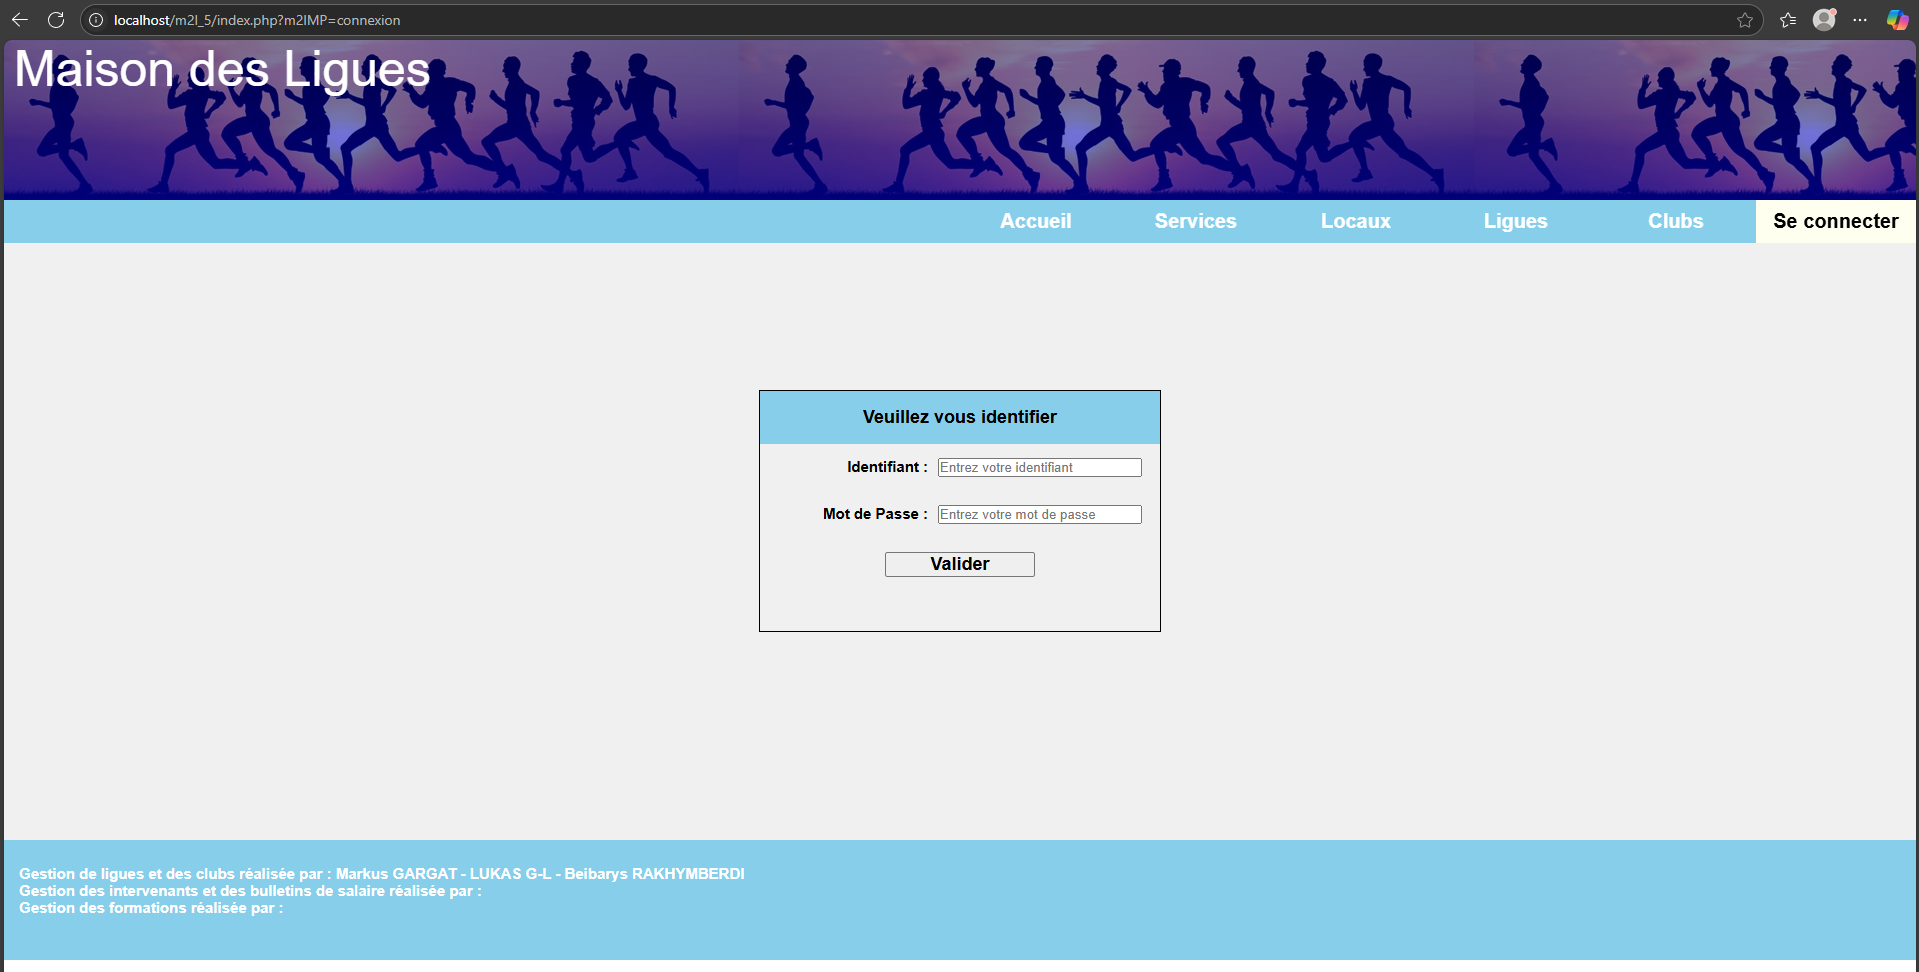 localhost/m2l_5/index.php?m2lMP=connexion
Maison des Ligues
Accueil Services Locaux Ligues Clubs Se connecter
Veuillez vous identifier
Identifiant : Entrez votre identifiant
Mot de Passe : Entrez votre mot de passe
Valider
Gestion de ligues et des clubs réalisée par : Markus GARGAT - LUKAS G-L - Beibarys RAKHYMBERDI
Gestion des intervenants et des bulletins de salaire réalisée par :
Gestion des formations réalisée par :